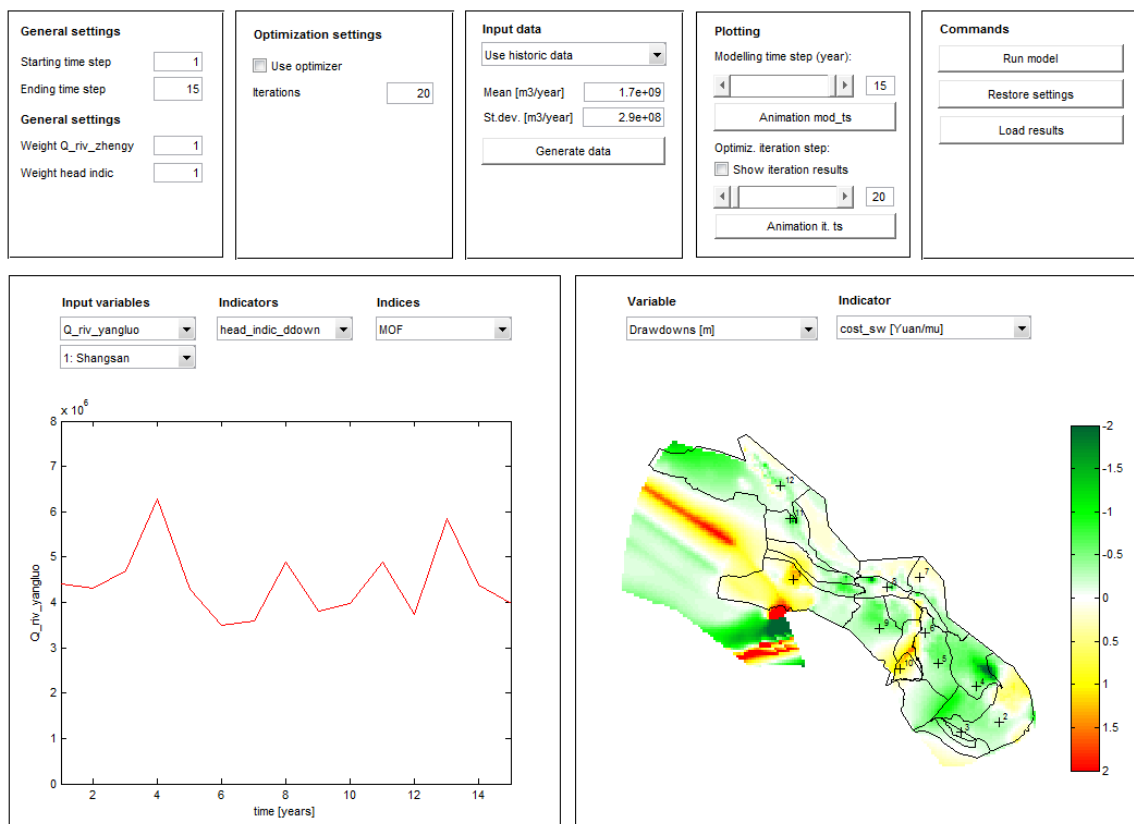 General settings
Starting time step 1
Ending time step 15
General settings
Weight Q_riv_zhengy 1
Weight head indic 1
Optimization settings
Use optimizer
Iterations 20
Input data
Use historic data
Mean [m3/year] 1.7e+09
St.dev. [m3/year] 2.9e+08
Generate data
Plotting
Modelling time step (year):
15
Animation mod_ts
Optimiz. iteration step:
Show iteration results
20
Animation it. ts
Commands
Run model
Restore settings
Load results
Input variables Indicators Indices
Q_riv_yangluo head_indic_ddown MOF
1: Shangsan
x 10^6
8
7
6
5
4
3
2
1
0
Q_riv_yangluo
2 4 6 8 10 12 14
time [years]
Variable Indicator
Drawdowns [m] cost_sw [Yuan/mu]
12
11
7
8
9
6
5
10
4
2
3
-2
-1.5
-1
-0.5
0
0.5
1
1.5
2